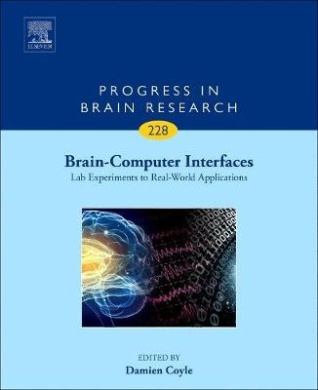 ELSEVIER
PROGRESS IN
BRAIN RESEARCH
228
Brain-Computer Interfaces
Lab Experiments to Real-World Applications
EDITED BY
Damien Coyle